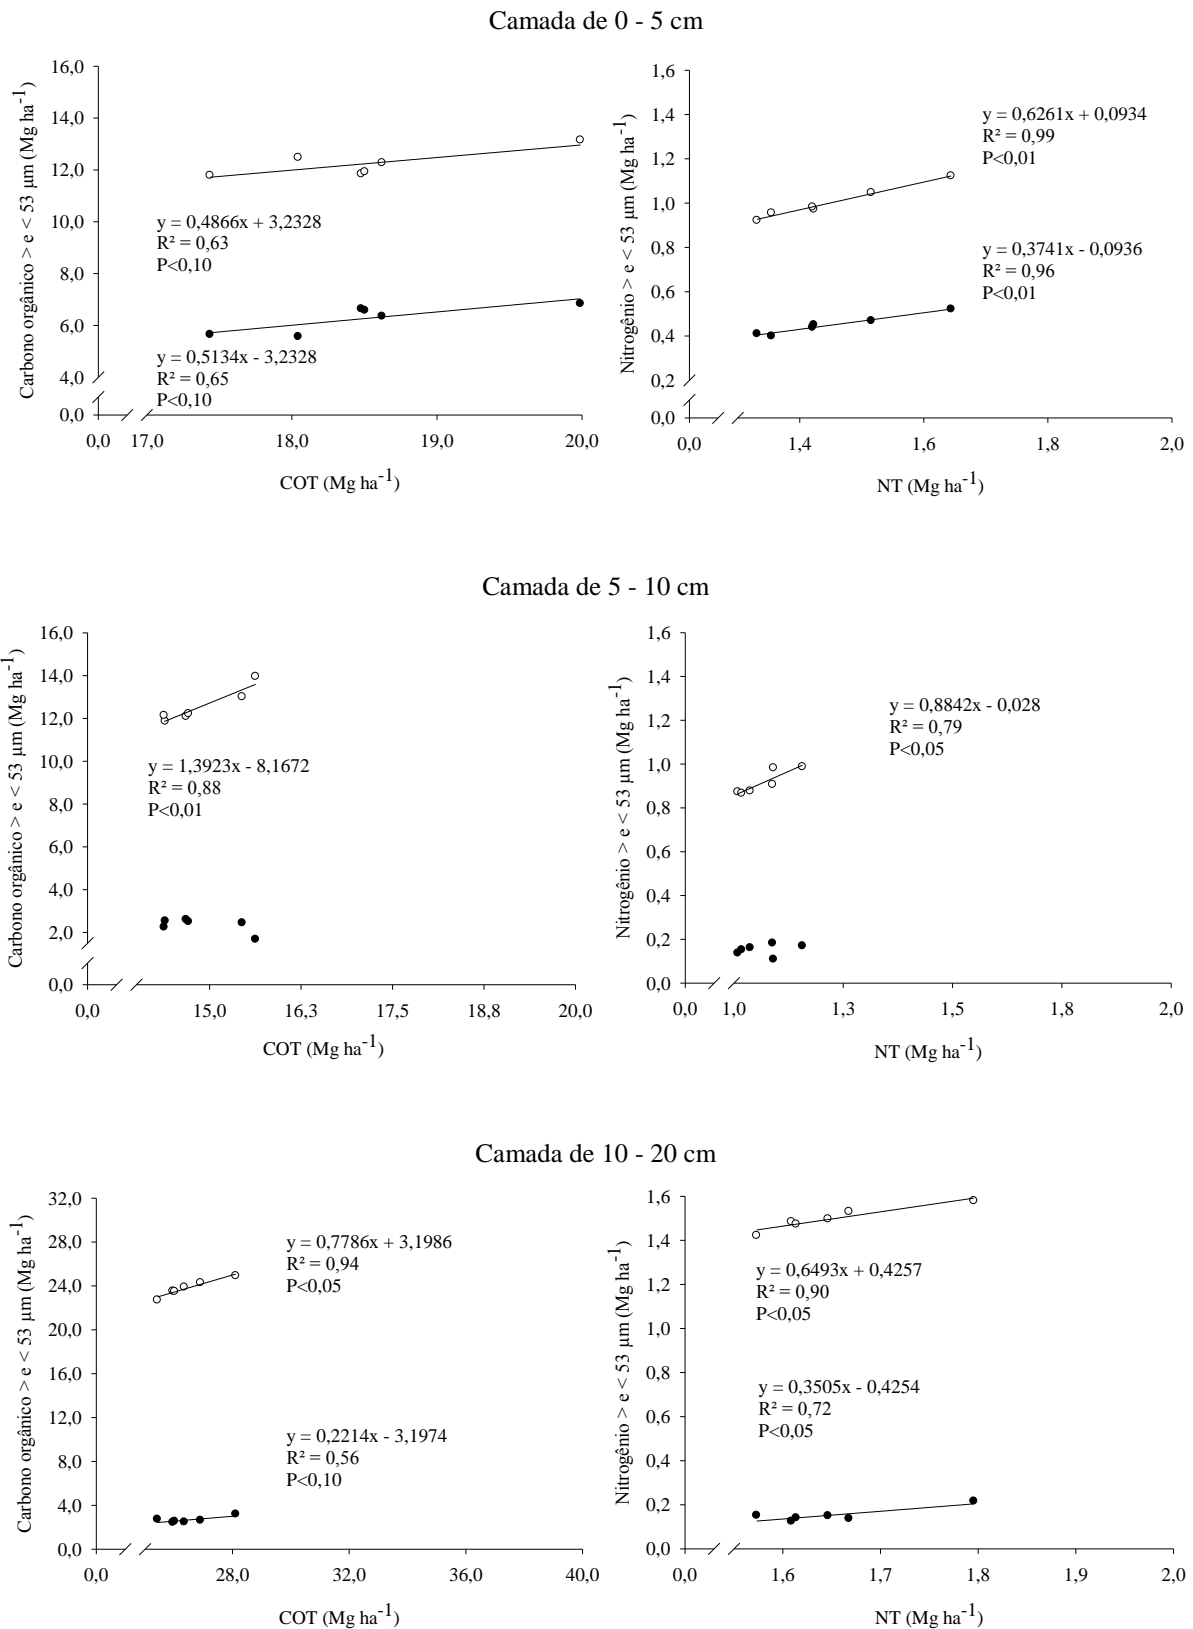 Camada de 0 - 5 cm
Carbono orgânico > e < 53 µm (Mg ha-1)
16,0
14,0
12,0
10,0
8,0
6,0
4,0
0,0
y = 0,4866x + 3,2328
R² = 0,63
P<0,10
y = 0,5134x - 3,2328
R² = 0,65
P<0,10
0,0 17,0 18,0 19,0 20,0
COT (Mg ha-1)
Nitrogênio > e < 53 µm (Mg ha-1)
1,6
1,4
1,2
1,0
0,8
0,6
0,4
0,2
0,0
y = 0,6261x + 0,0934
R² = 0,99
P<0,01
y = 0,3741x - 0,0936
R² = 0,96
P<0,01
0,0 1,4 1,6 1,8 2,0
NT (Mg ha-1)
Camada de 5 - 10 cm
Carbono orgânico > e < 53 µm (Mg ha-1)
16,0
14,0
12,0
10,0
8,0
6,0
4,0
2,0
0,0
y = 1,3923x - 8,1672
R² = 0,88
P<0,01
0,0 15,0 16,3 17,5 18,8 20,0
COT (Mg ha-1)
Nitrogênio > e < 53 µm (Mg ha-1)
1,6
1,4
1,2
1,0
0,8
0,6
0,4
0,2
0,0
y = 0,8842x - 0,028
R² = 0,79
P<0,05
0,0 1,0 1,3 1,5 1,8 2,0
NT (Mg ha-1)
Camada de 10 - 20 cm
Carbono orgânico > e < 53 µm (Mg ha-1)
32,0
28,0
24,0
20,0
16,0
12,0
8,0
4,0
0,0
y = 0,7786x + 3,1986
R² = 0,94
P<0,05
y = 0,2214x - 3,1974
R² = 0,56
P<0,10
0,0 28,0 32,0 36,0 40,0
COT (Mg ha-1)
Nitrogênio > e < 53 µm (Mg ha-1)
1,6
1,4
1,2
1,0
0,8
0,6
0,4
0,2
0,0
y = 0,6493x + 0,4257
R² = 0,90
P<0,05
y = 0,3505x - 0,4254
R² = 0,72
P<0,05
0,0 1,6 1,7 1,8 1,9 2,0
NT (Mg ha-1)